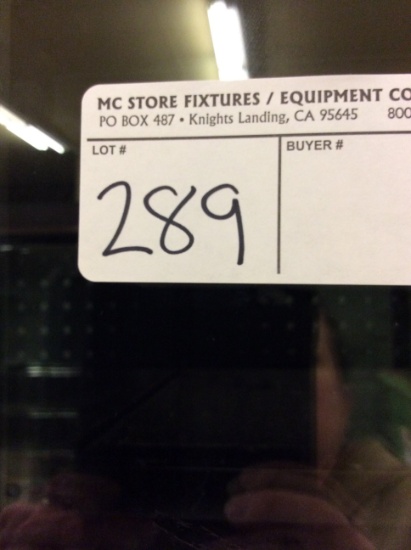 MC STORE FIXTURES / EQUIPMENT CO
PO BOX 487 • Knights Landing, CA 95645 800
LOT # BUYER #
289